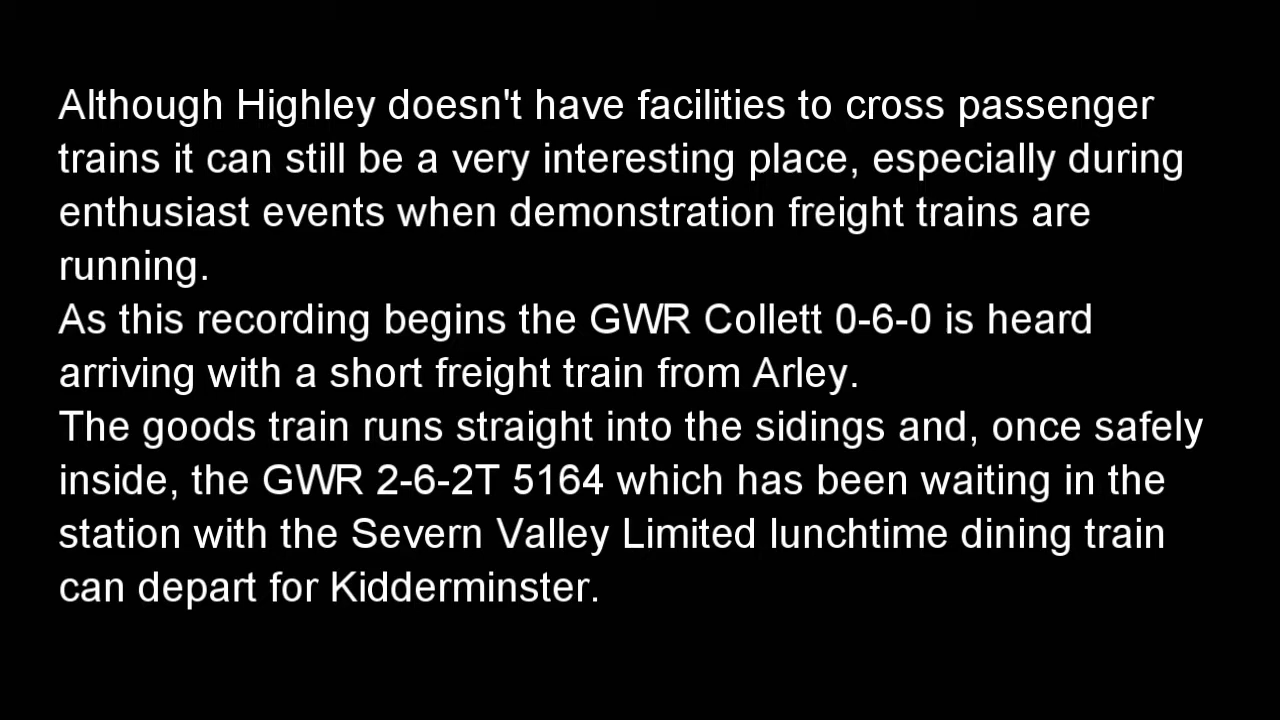 Although Highley doesn't have facilities to cross passenger
trains it can still be a very interesting place, especially during
enthusiast events when demonstration freight trains are
running.
As this recording begins the GWR Collett 0-6-0 is heard
arriving with a short freight train from Arley.
The goods train runs straight into the sidings and, once safely
inside, the GWR 2-6-2T 5164 which has been waiting in the
station with the Severn Valley Limited lunchtime dining train
can depart for Kidderminster.